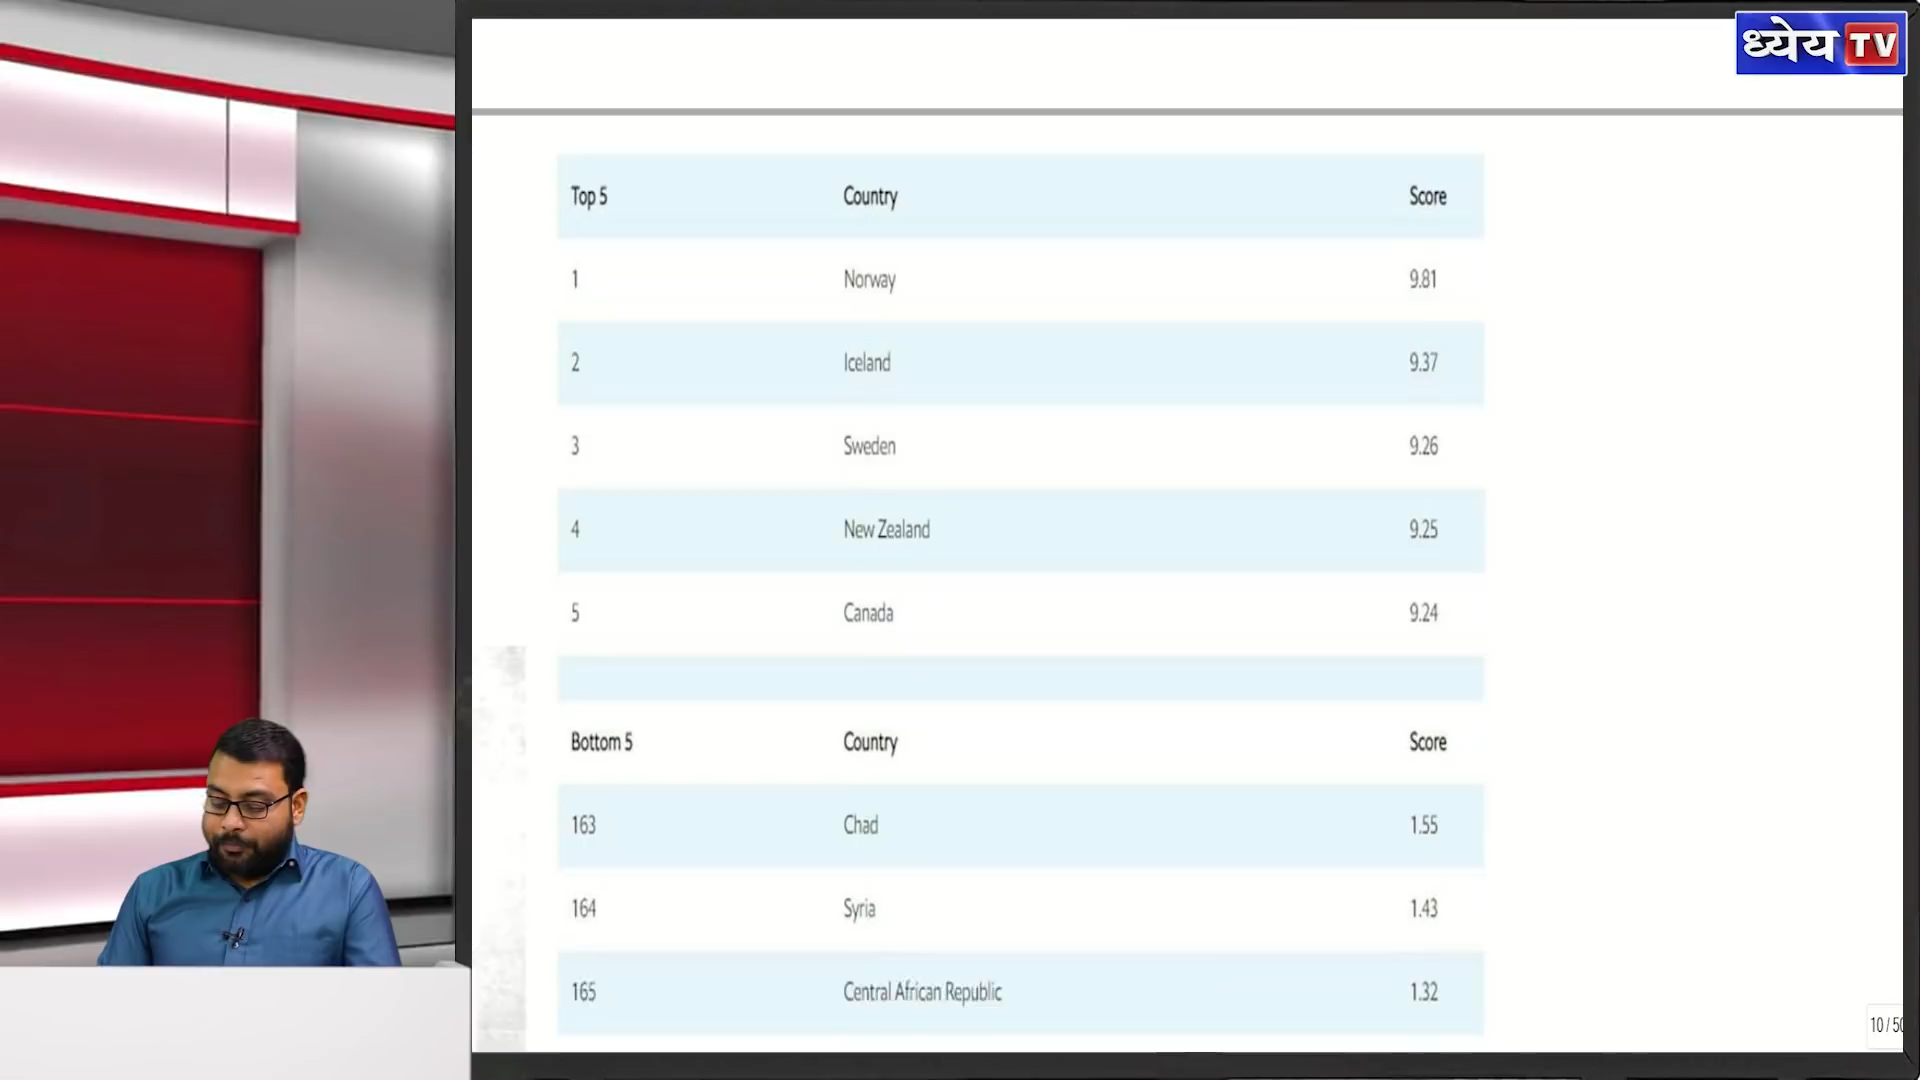 ध्येय TV
Top 5 Country Score
1 Norway 9.81
2 Iceland 9.37
3 Sweden 9.26
4 New Zealand 9.25
5 Canada 9.24
Bottom 5 Country Score
163 Chad 1.55
164 Syria 1.43
165 Central African Republic 1.32
10 / 50